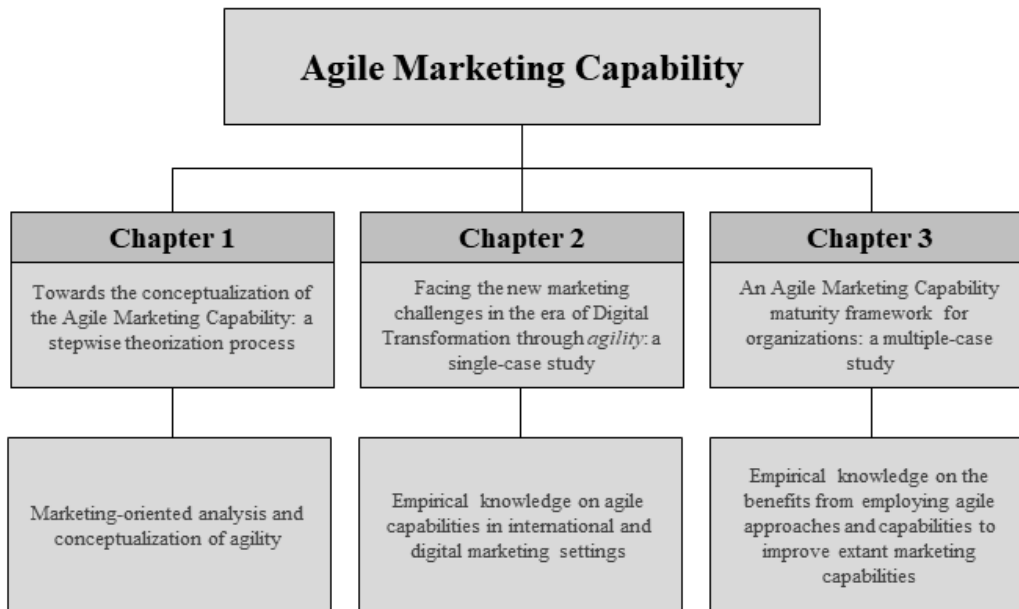 Agile Marketing Capability
Chapter 1
Towards the conceptualization of
the Agile Marketing Capability: a
stepwise theorization process
Marketing-oriented analysis and
conceptualization of agility
Chapter 2
Facing the new marketing
challenges in the era of Digital
Transformation through agility: a
single-case study
Empirical knowledge on agile
capabilities in international and
digital marketing settings
Chapter 3
An Agile Marketing Capability
maturity framework for
organizations: a multiple-case
study
Empirical knowledge on the
benefits from employing agile
approaches and capabilities to
improve extant marketing
capabilities